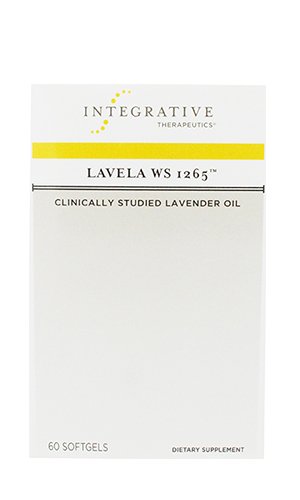 INTEGRATIVE
THERAPEUTICS®
LAVELA WS 1265™
CLINICALLY STUDIED LAVENDER OIL
60 SOFTGELS DIETARY SUPPLEMENT